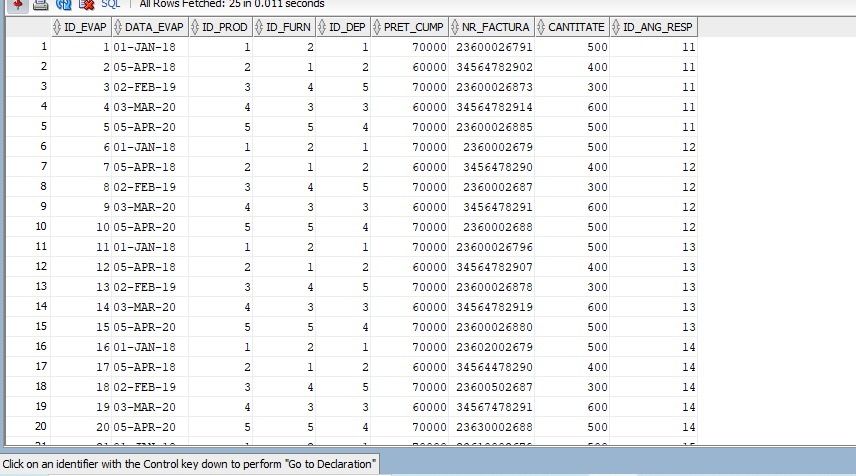 SQL | All Rows Fetched: 25 in 0.011 seconds
ID_EVAP DATA_EVAP ID_PROD ID_FURN ID_DEP PRET_CUMP NR_FACTURA CANTITATE ID_ANG_RESP
1 1 01-JAN-18 1 2 1 70000 23600026791 500 11
2 2 05-APR-18 2 1 2 60000 34564782902 400 11
3 3 02-FEB-19 3 4 5 70000 23600026873 300 11
4 4 03-MAR-20 4 3 3 60000 34564782914 600 11
5 5 05-APR-20 5 5 4 70000 23600026885 500 11
6 6 01-JAN-18 1 2 1 70000 2360002679 500 12
7 7 05-APR-18 2 1 2 60000 3456478290 400 12
8 8 02-FEB-19 3 4 5 70000 2360002687 300 12
9 9 03-MAR-20 4 3 3 60000 3456478291 600 12
10 10 05-APR-20 5 5 4 70000 2360002688 500 12
11 11 01-JAN-18 1 2 1 70000 23600026796 500 13
12 12 05-APR-18 2 1 2 60000 34564782907 400 13
13 13 02-FEB-19 3 4 5 70000 23600026878 300 13
14 14 03-MAR-20 4 3 3 60000 34564782919 600 13
15 15 05-APR-20 5 5 4 70000 23600026880 500 13
16 16 01-JAN-18 1 2 1 70000 23602002679 500 14
17 17 05-APR-18 2 1 2 60000 34564478290 400 14
18 18 02-FEB-19 3 4 5 70000 23600502687 300 14
19 19 03-MAR-20 4 3 3 60000 34567478291 600 14
20 20 05-APR-20 5 5 4 70000 23630002688 500 14
Click on an identifier with the Control key down to perform "Go to Declaration"